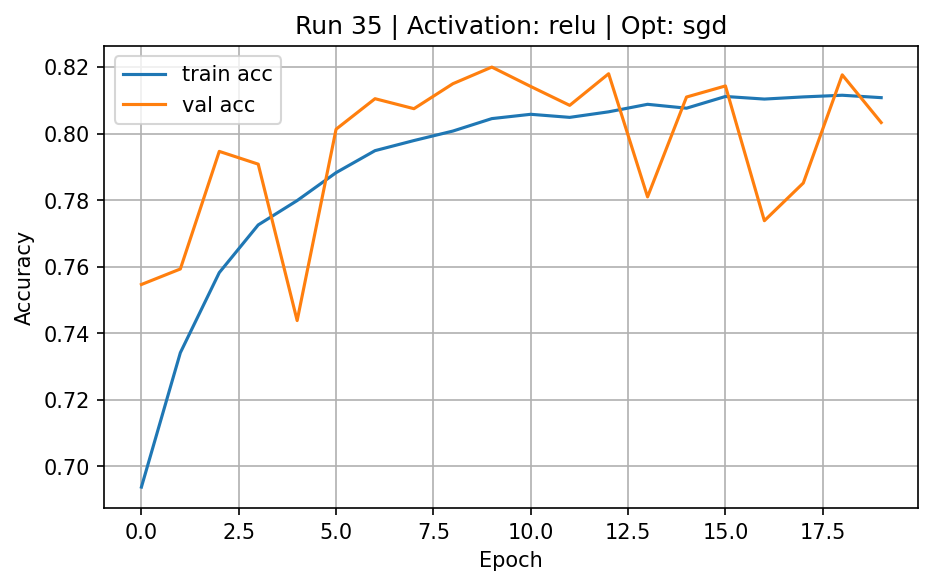 Run 35 | Activation: relu | Opt: sgd
train acc
val acc
0.82
0.80
0.78
0.76
0.74
0.72
0.70
Accuracy
0.0 2.5 5.0 7.5 10.0 12.5 15.0 17.5
Epoch